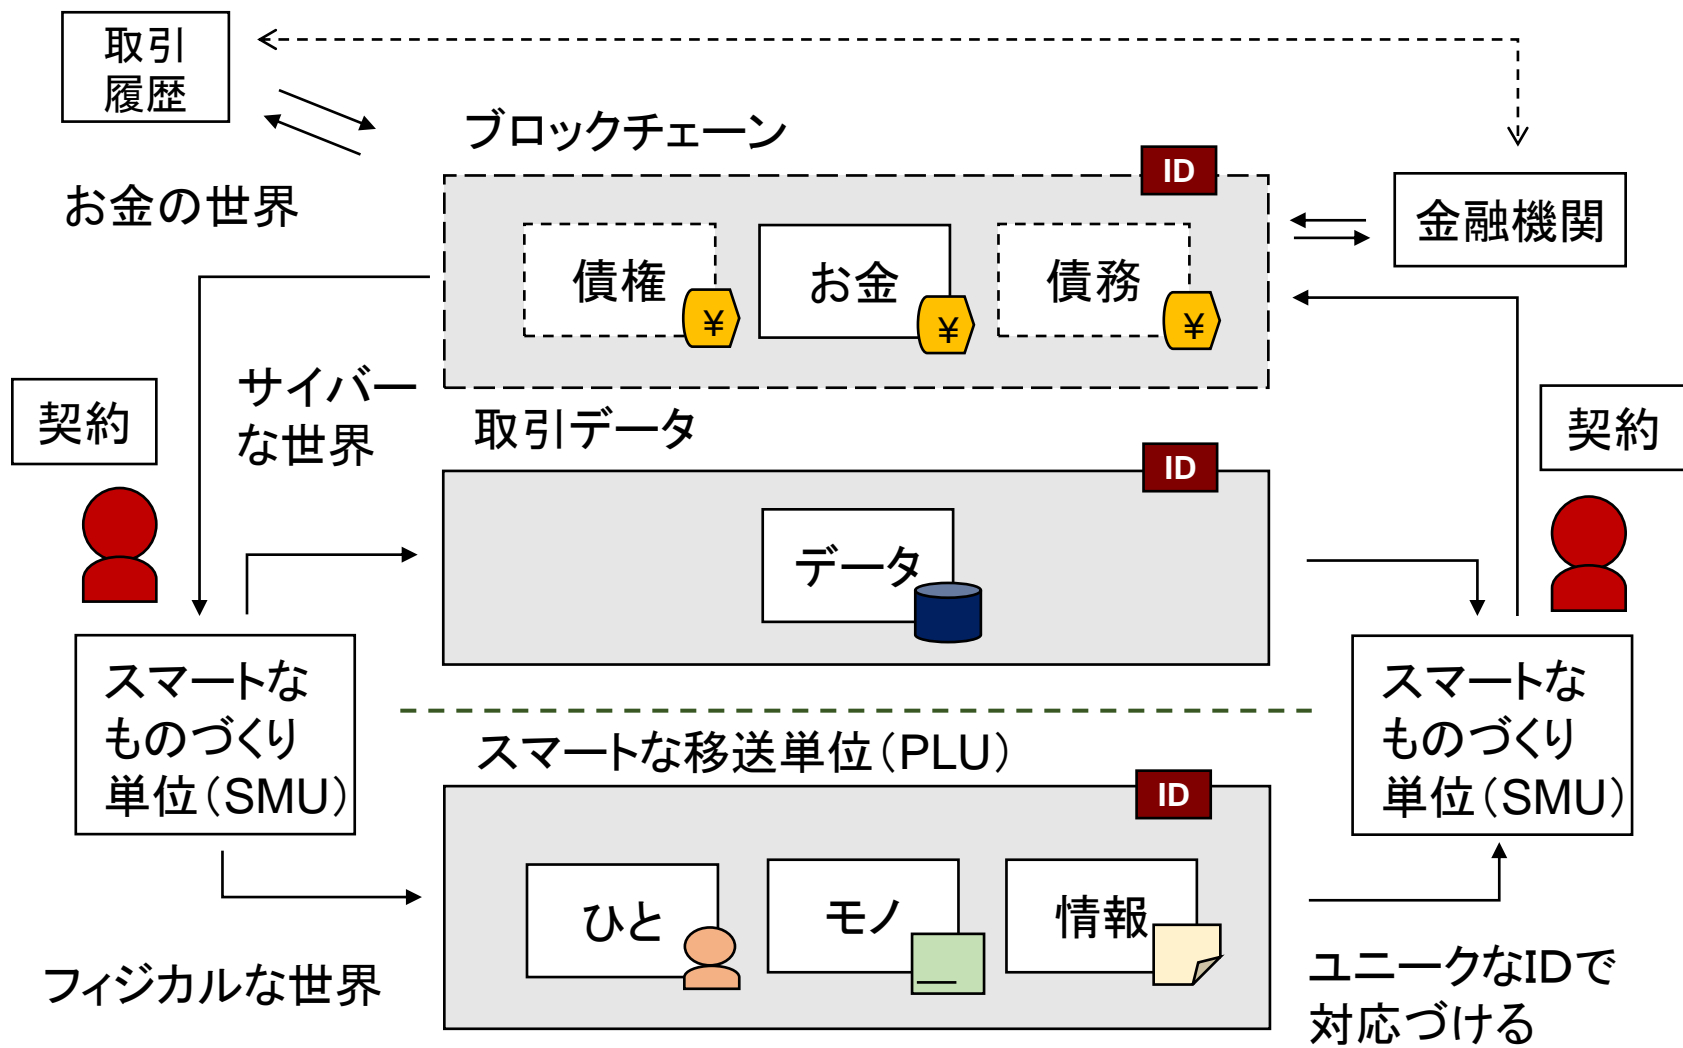 取引
履歴
ブロックチェーン
ID
お金の世界
金融機関
債権
¥
お金
¥
債務
¥
サイバー
な世界
契約
取引データ
ID
契約
データ
スマートな
ものづくり
単位（SMU）
スマートな
ものづくり
単位（SMU）
スマートな移送単位（PLU）
ID
ひと
モノ
情報
フィジカルな世界
ユニークなIDで
対応づける